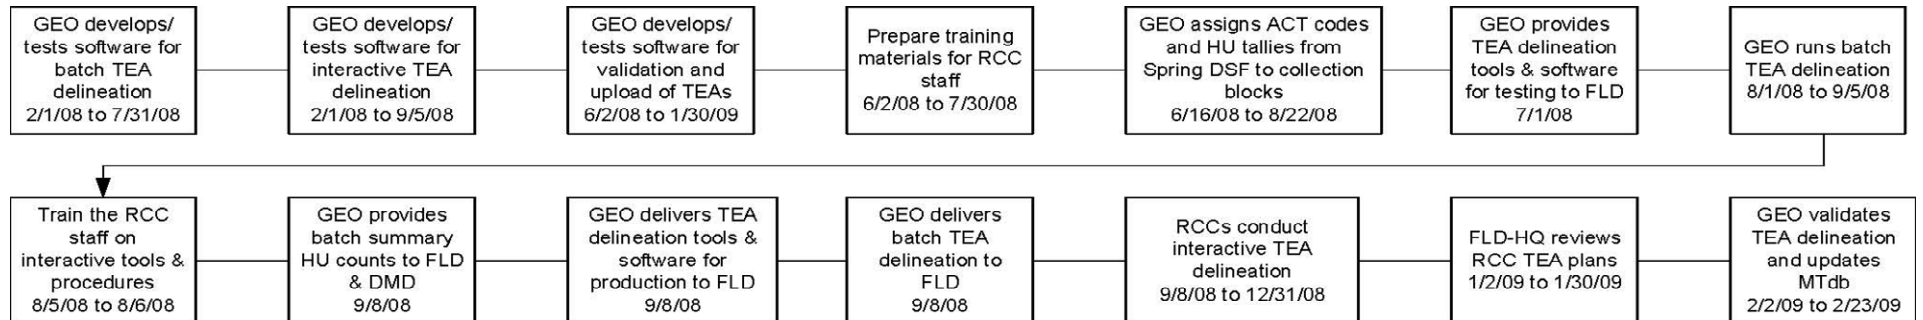 GEO develops/
tests software for
batch TEA
delineation
2/1/08 to 7/31/08
GEO develops/
tests software for
interactive TEA
delineation
2/1/08 to 9/5/08
GEO develops/
tests software for
validation and
upload of TEAs
6/2/08 to 1/30/09
Prepare training
materials for RCC
staff
6/2/08 to 7/30/08
GEO assigns ACT codes
and HU tallies from
Spring DSF to collection
blocks
6/16/08 to 8/22/08
GEO provides
TEA delineation
tools & software
for testing to FLD
7/1/08
GEO runs batch
TEA delineation
8/1/08 to 9/5/08
Train the RCC
staff on
interactive tools &
procedures
8/5/08 to 8/6/08
GEO provides
batch summary
HU counts to FLD
& DMD
9/8/08
GEO delivers TEA
delineation tools &
software for
production to FLD
9/8/08
GEO delivers
batch TEA
delineation to
FLD
9/8/08
RCCs conduct
interactive TEA
delineation
9/8/08 to 12/31/08
FLD-HQ reviews
RCC TEA plans
1/2/09 to 1/30/09
GEO validates
TEA delineation
and updates
MTdb
2/2/09 to 2/23/09